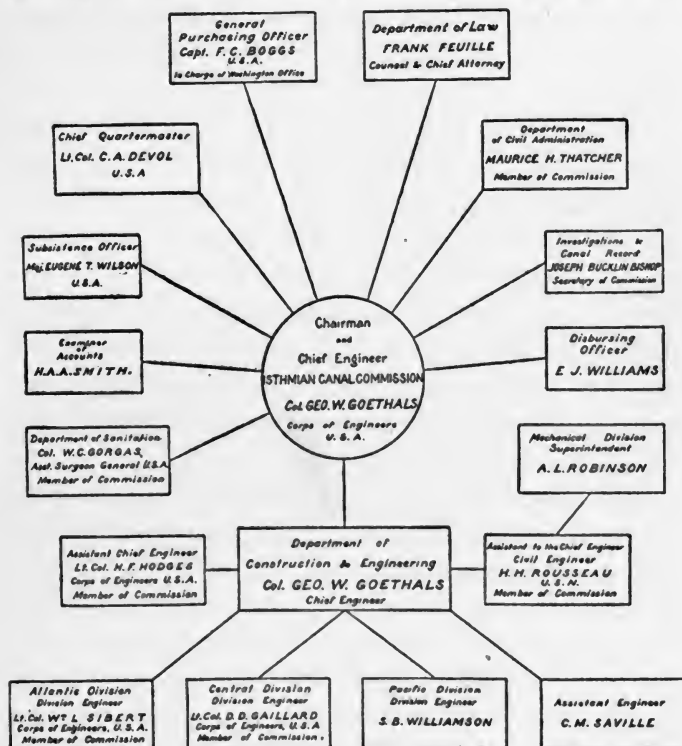 General
Purchasing Officer
Capt. F. C. BOGGS
U. S. A.
In Charge of Washington Office
Department of Law
FRANK FEUILLE
Counsel & Chief Attorney
Chief Quartermaster
Lt. Col. C. A. DEVOL
U. S. A
Department
of Civil Administration
MAURICE H. THATCHER
Member of Commission
Subsistence Officer
Maj. EUGENE T. WILSON
U. S. A.
Investigations &
Canal Record
JOSEPH BUCKLIN BISHOP
Secretary of Commission
Chairman
and
Chief Engineer
ISTHMIAN CANAL COMMISSION
Col. GEO. W. GOETHALS
Corps of Engineers
U. S. A.
Examiner
of
Accounts
H. A. A. SMITH.
Disbursing
Officer
E J. WILLIAMS
Department of Sanitation
Col. W. C. GORGAS,
Asst. Surgeon General U.S.A.
Member of Commission
Mechanical Division
Superintendent
A. L. ROBINSON
Assistant Chief Engineer
Lt. Col. H. F. HODGES
Corps of Engineers U. S. A.
Member of Commission
Department of
Construction & Engineering
Col. GEO. W. GOETHALS
Chief Engineer
Assistant to the Chief Engineer
Civil Engineer
H. H. ROUSSEAU
U. S. N.
Member of Commission
Atlantic Division
Division Engineer
Lt. Col. Wm L SIBERT
Corps of Engineers, U. S. A.
Member of Commission
Central Division
Division Engineer
Lt. Col. D. D. GAILLARD
Corps of Engineers, U. S. A
Member of Commission.
Pacific Division
Division Engineer
S. B. WILLIAMSON
Assistant Engineer
C. M. SAVILLE